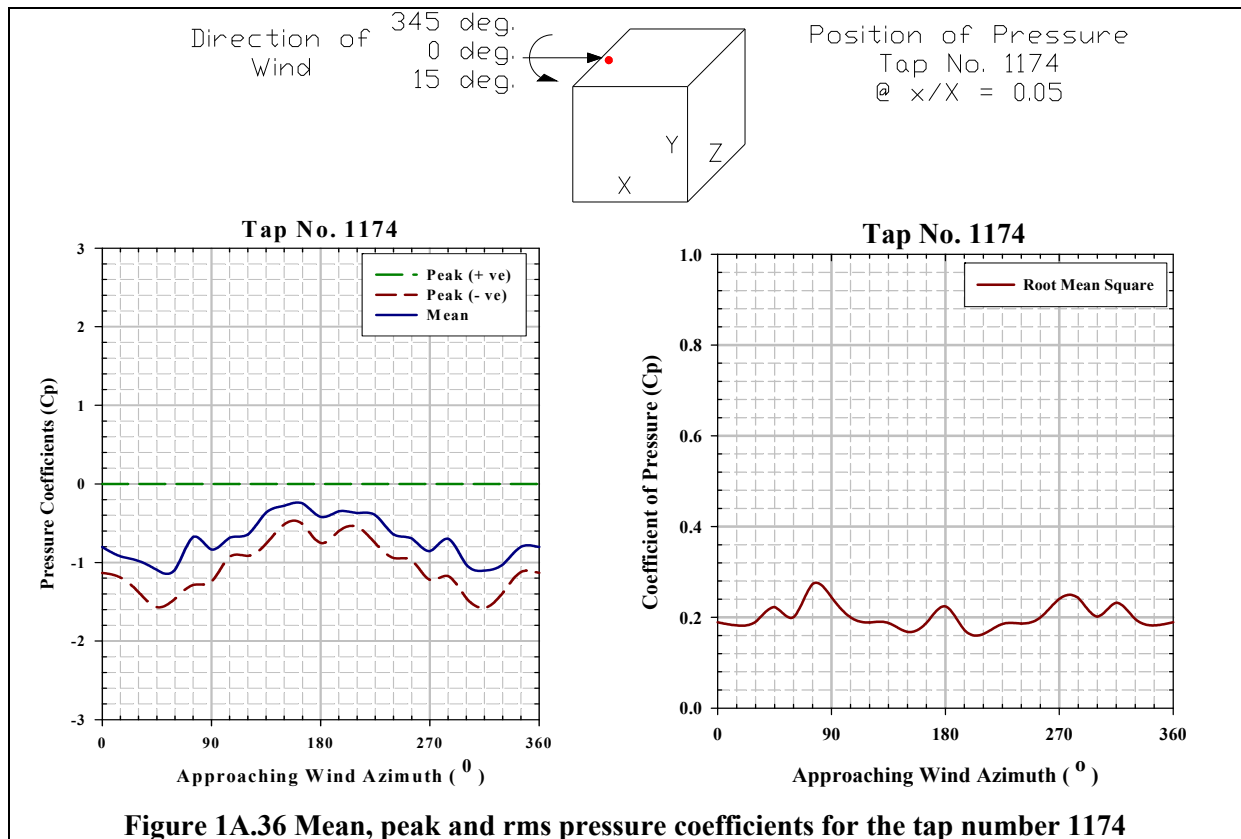 Direction of
Wind
345 deg.
0 deg.
15 deg.
Position of Pressure
Tap No. 1174
@ x/X = 0.05
Y
Z
X
Tap No. 1174
Peak (+ ve)
Peak (- ve)
Mean
Pressure Coefficients (Cp)
3
2
1
0
-1
-2
-3
0
90
180
270
360
Approaching Wind Azimuth ( 0 )
Tap No. 1174
Root Mean Square
Coefficient of Pressure (Cp)
1.0
0.8
0.6
0.4
0.2
0.0
0
90
180
270
360
Approaching Wind Azimuth ( o )
Figure 1A.36 Mean, peak and rms pressure coefficients for the tap number 1174